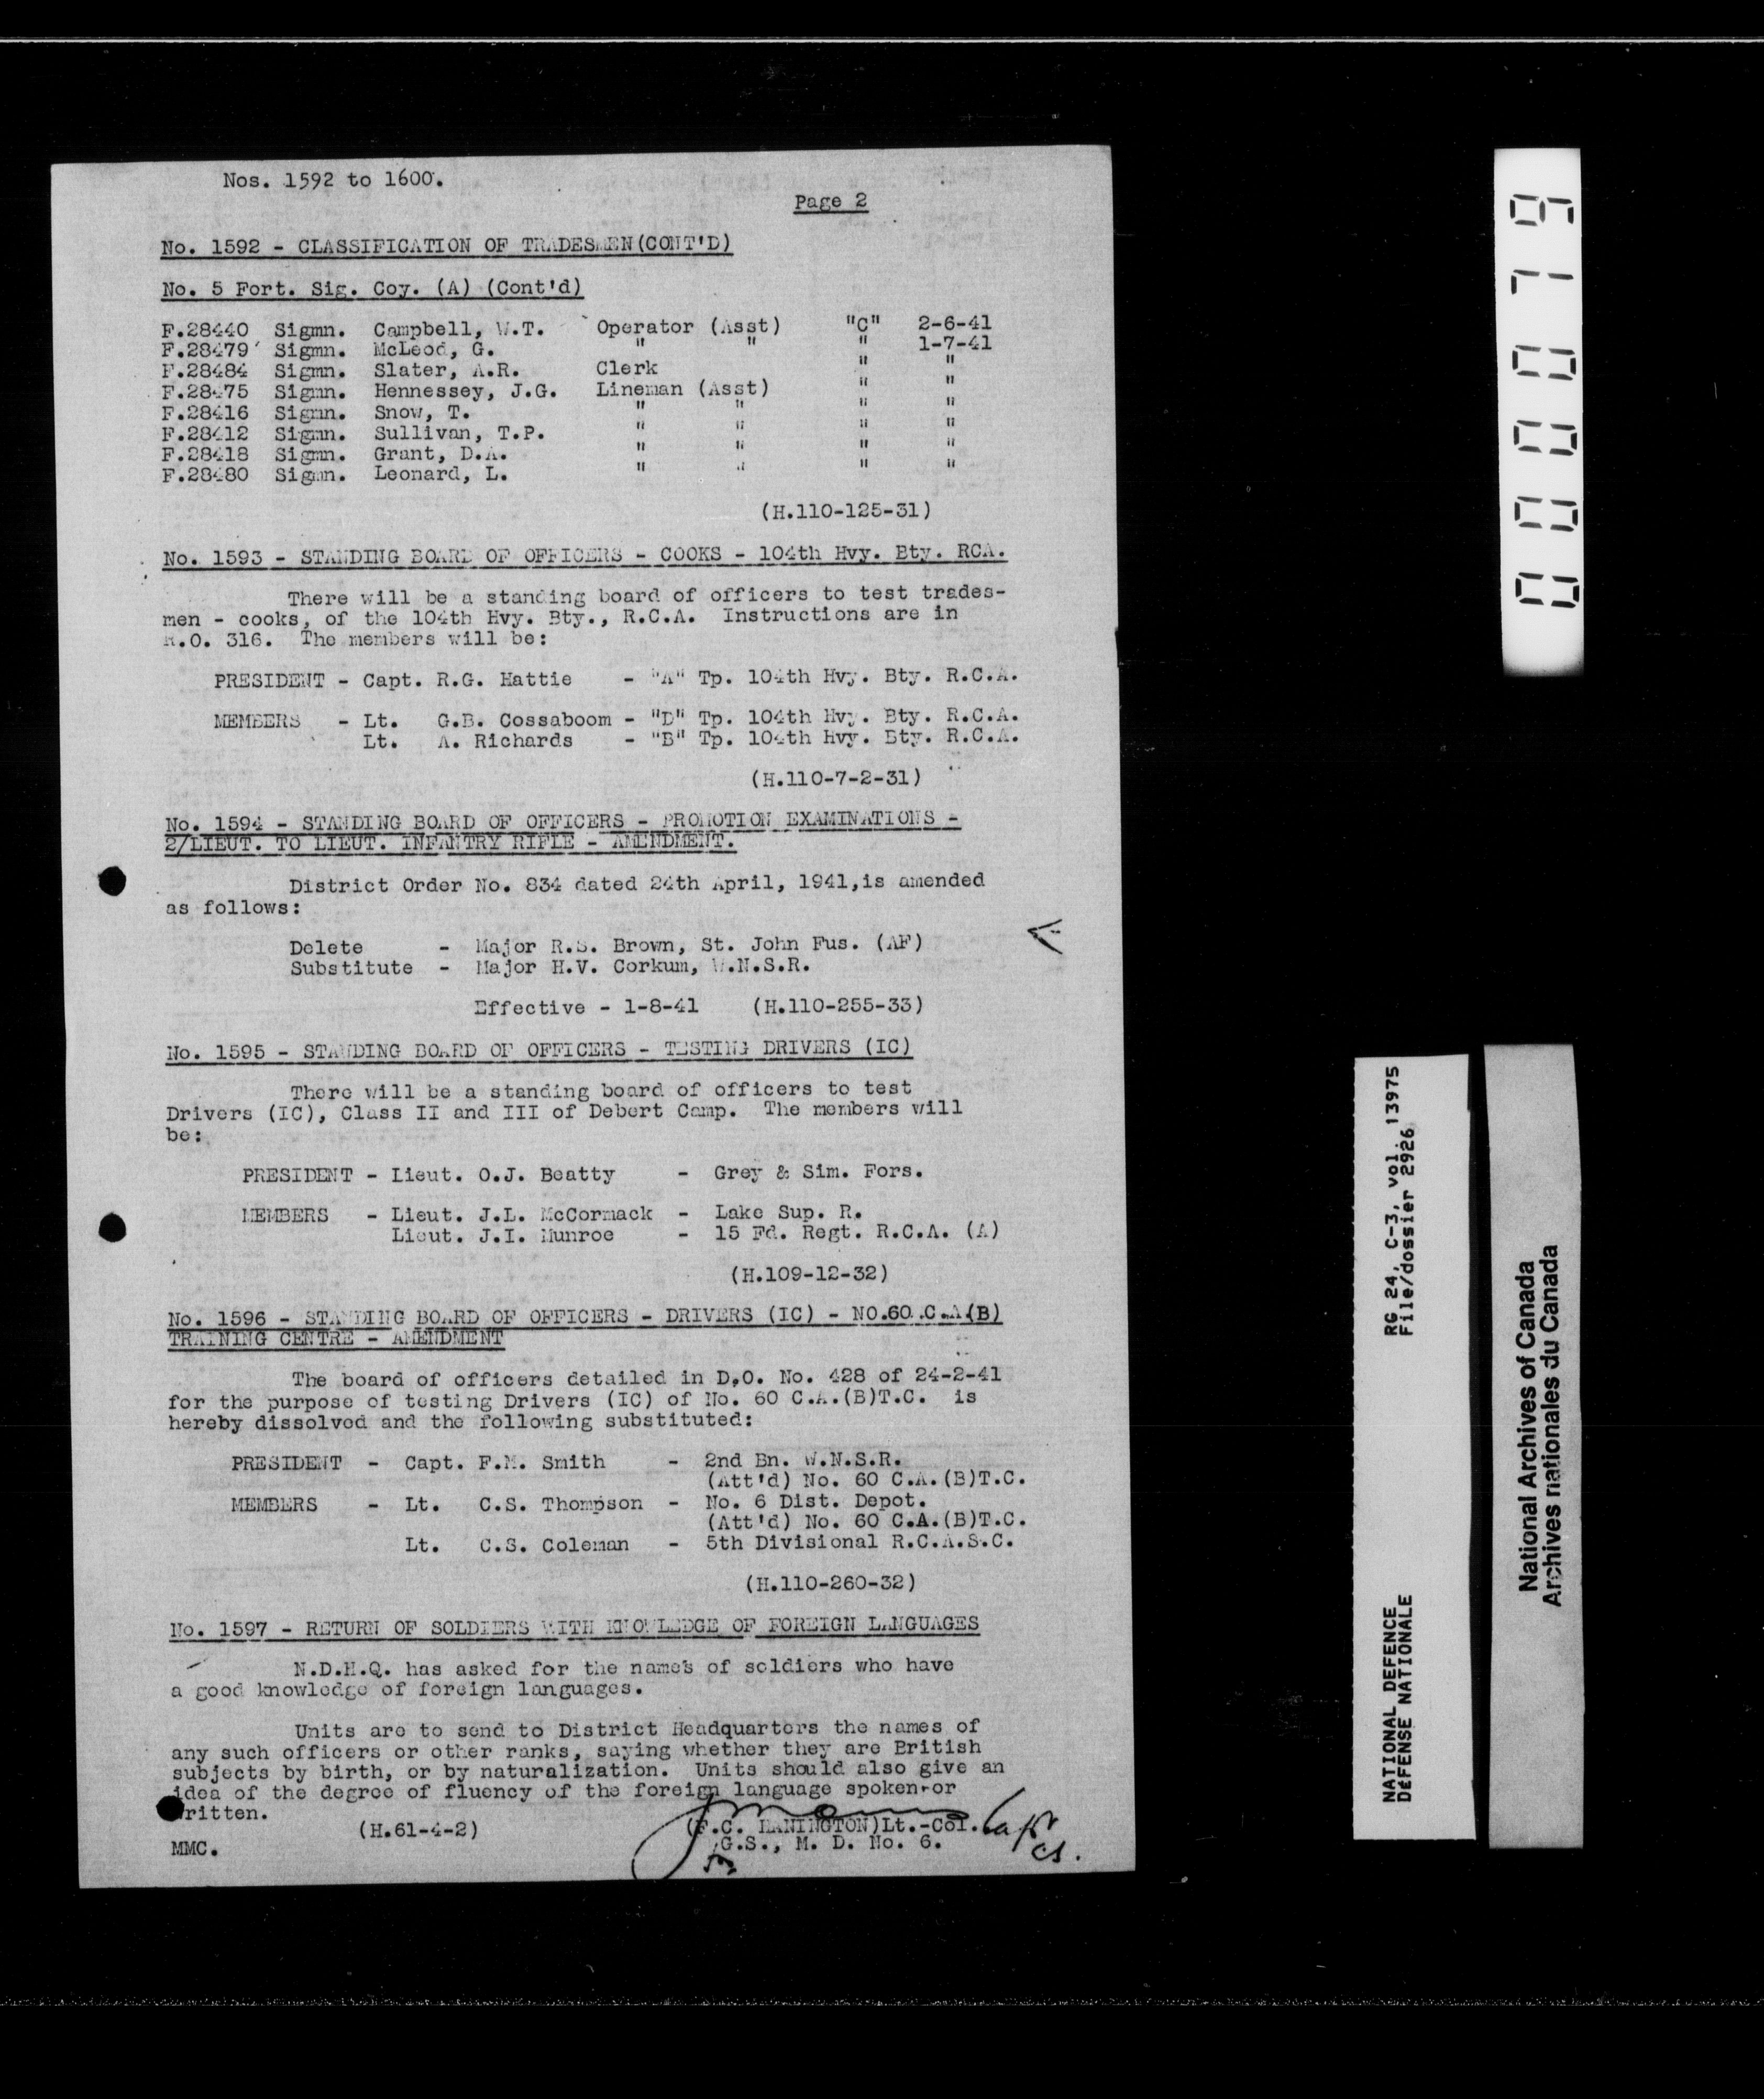 Nos. 1592 to 1600.
Page 2
No. 1592 - CLASSIFICATION OF TRADESMEN(CONT'D)
No. 5 Fort. Sig. Coy. (A) (Cont'd)
F.28440 Sigmn. Campbell, W.T. Operator (Asst) "C" 2-6-41
F.28479 Sigmn. McLeod, G. " " " 1-7-41
F.28484 Sigmn. Slater, A.R. Clerk " "
F.28475 Sigmn. Hennessey, J.G. Lineman (Asst) " "
F.28416 Sigmn. Snow, T. " " " "
F.28412 Sigmn. Sullivan, T.P. " " " "
F.28418 Sigmn. Grant, D.A. " " " "
F.28480 Sigmn. Leonard, L. " " " "
(H.110-125-31)
No. 1593 - STANDING BOARD OF OFFICERS - COOKS - 104th Hvy. Bty. RCA.
There will be a standing board of officers to test trades-
men - cooks, of the 104th Hvy. Bty., R.C.A. Instructions are in
R.O. 316. The members will be:
PRESIDENT - Capt. R.G. Hattie - "A" Tp. 104th Hvy. Bty. R.C.A.
MEMBERS - Lt. G.B. Cossaboom - "D" Tp. 104th Hvy. Bty. R.C.A.
Lt. A. Richards - "B" Tp. 104th Hvy. Bty. R.C.A.
(H.110-7-2-31)
No. 1594 - STANDING BOARD OF OFFICERS - PROMOTION EXAMINATIONS -
2/LIEUT. TO LIEUT. INFANTRY RIFLE - AMENDMENT.
District Order No. 834 dated 24th April, 1941,is amended
as follows:
Delete - Major R.S. Brown, St. John Fus. (AF)
Substitute - Major H.V. Corkum, W.N.S.R.
Effective - 1-8-41 (H.110-255-33)
No. 1595 - STANDING BOARD OF OFFICERS - TESTING DRIVERS (IC)
There will be a standing board of officers to test
Drivers (IC), Class II and III of Debert Camp. The members will
be:
PRESIDENT - Lieut. O.J. Beatty - Grey & Sim. Fors.
MEMBERS - Lieut. J.L. McCormack - Lake Sup. R.
Lieut. J.I. Munroe - 15 Fd. Regt. R.C.A. (A)
(H.109-12-32)
No. 1596 - STANDING BOARD OF OFFICERS - DRIVERS (IC) - NO.60 C.A.(B)
TRAINING CENTRE - AMENDMENT
The board of officers detailed in D.O. No. 428 of 24-2-41
for the purpose of testing Drivers (IC) of No. 60 C.A.(B)T.C. is
hereby dissolved and the following substituted:
PRESIDENT - Capt. F.M. Smith - 2nd Bn. W.N.S.R.
(Att'd) No. 60 C.A.(B)T.C.
MEMBERS - Lt. C.S. Thompson - No. 6 Dist. Depot.
(Att'd) No. 60 C.A.(B)T.C.
Lt. C.S. Coleman - 5th Divisional R.C.A.S.C.
(H.110-260-32)
No. 1597 - RETURN OF SOLDIERS WITH KNOWLEDGE OF FOREIGN LANGUAGES
N.D.H.Q. has asked for the names of soldiers who have
a good knowledge of foreign languages.
Units are to send to District Headquarters the names of
any such officers or other ranks, saying whether they are British
subjects by birth, or by naturalization. Units should also give an
idea of the degree of fluency of the foreign language spoken or
written.
(H.61-4-2)
(F.C. HANINGTON)Lt.-Col. Capt
G.S., M. D. No. 6.
MMC.
000079
RG 24, C-3, vol. 13975
File/dossier 2926
NATIONAL DEFENCE
DEFENSE NATIONALE
National Archives of Canada
Archives nationales du Canada